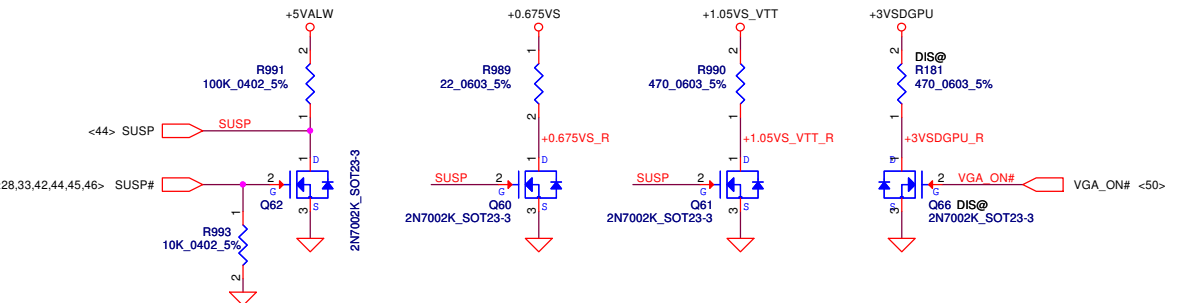 +5VALW
2
R991
100K_0402_5%
1
<44> SUSP
SUSP
1
D
28,33,42,44,45,46> SUSP#
2
G
Q62
S
3
2N7002K_SOT23-3
1
R993
10K_0402_5%
2
+0.675VS
1
R989
22_0603_5%
2
+0.675VS_R
1
D
SUSP
2
G
Q60
S
3
2N7002K_SOT23-3
+1.05VS_VTT
2
R990
470_0603_5%
1
+1.05VS_VTT_R
1
D
SUSP
2
G
Q61
S
3
2N7002K_SOT23-3
+3VSDGPU
2
DIS@
R181
470_0603_5%
1
+3VSDGPU_R
1
D
2
G
VGA_ON#
VGA_ON# <50>
Q66 DIS@
S
3
2N7002K_SOT23-3